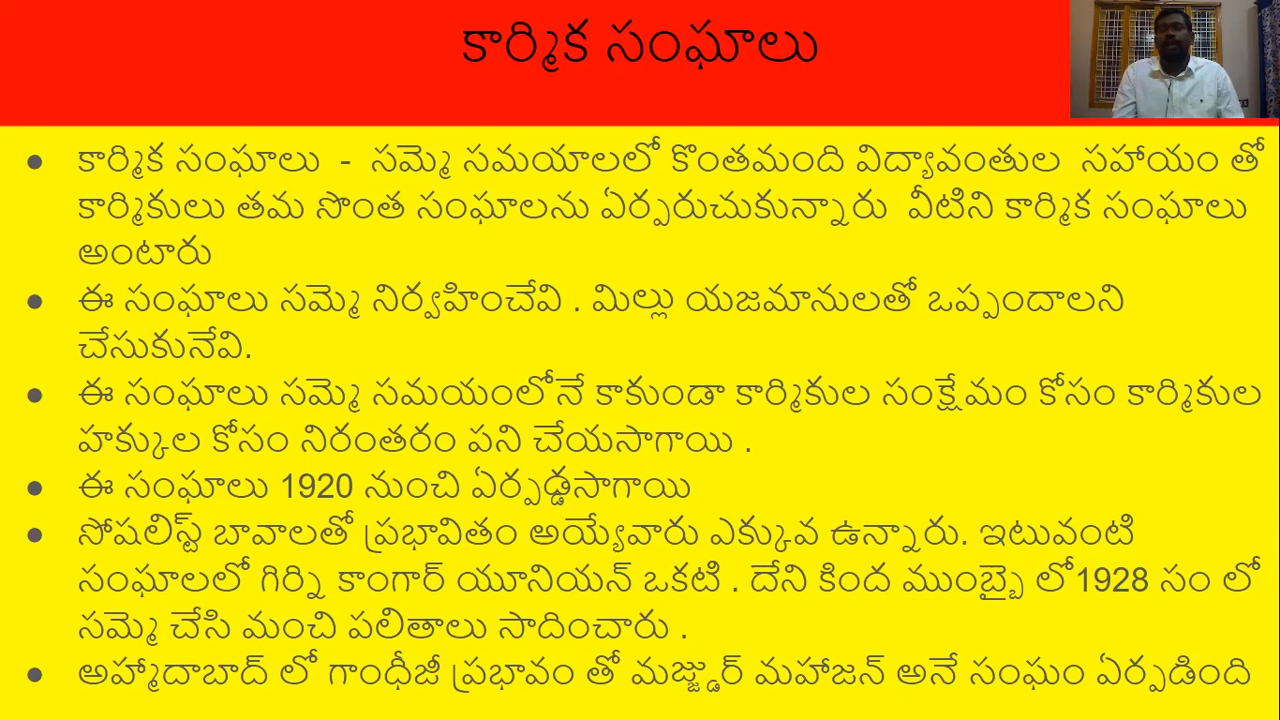 కార్మిక సంఘాలు
● కార్మిక సంఘాలు - సమ్మె సమయాలలో కొంతమంది విద్యావంతుల సహాయం తో
కార్మికులు తమ సొంత సంఘాలను ఏర్పరుచుకున్నారు వీటిని కార్మిక సంఘాలు
అంటారు
● ఈ సంఘాలు సమ్మె నిర్వహించేవి . మిల్లు యజమానులతో ఒప్పందాలని
చేసుకునేవి.
● ఈ సంఘాలు సమ్మె సమయంలోనే కాకుండా కార్మికుల సంక్షేమం కోసం కార్మికుల
హక్కుల కోసం నిరంతరం పని చేయసాగాయి .
● ఈ సంఘాలు 1920 నుంచి ఏర్పడ్డసాగాయి
● సోషలిస్ట్ బావాలతో ప్రభావితం అయ్యేవారు ఎక్కువ ఉన్నారు. ఇటువంటి
సంఘాలలో గిర్ని కాంగార్ యూనియన్ ఒకటి . దేని కింద ముంబ్బై లో1928 సం లో
సమ్మె చేసి మంచి పలితాలు సాదించారు .
● అహ్మాదాబాద్ లో గాంధీజీ ప్రభావం తో మజ్జ్డూర్ మహాజన్ అనే సంఘం ఏర్పడింది